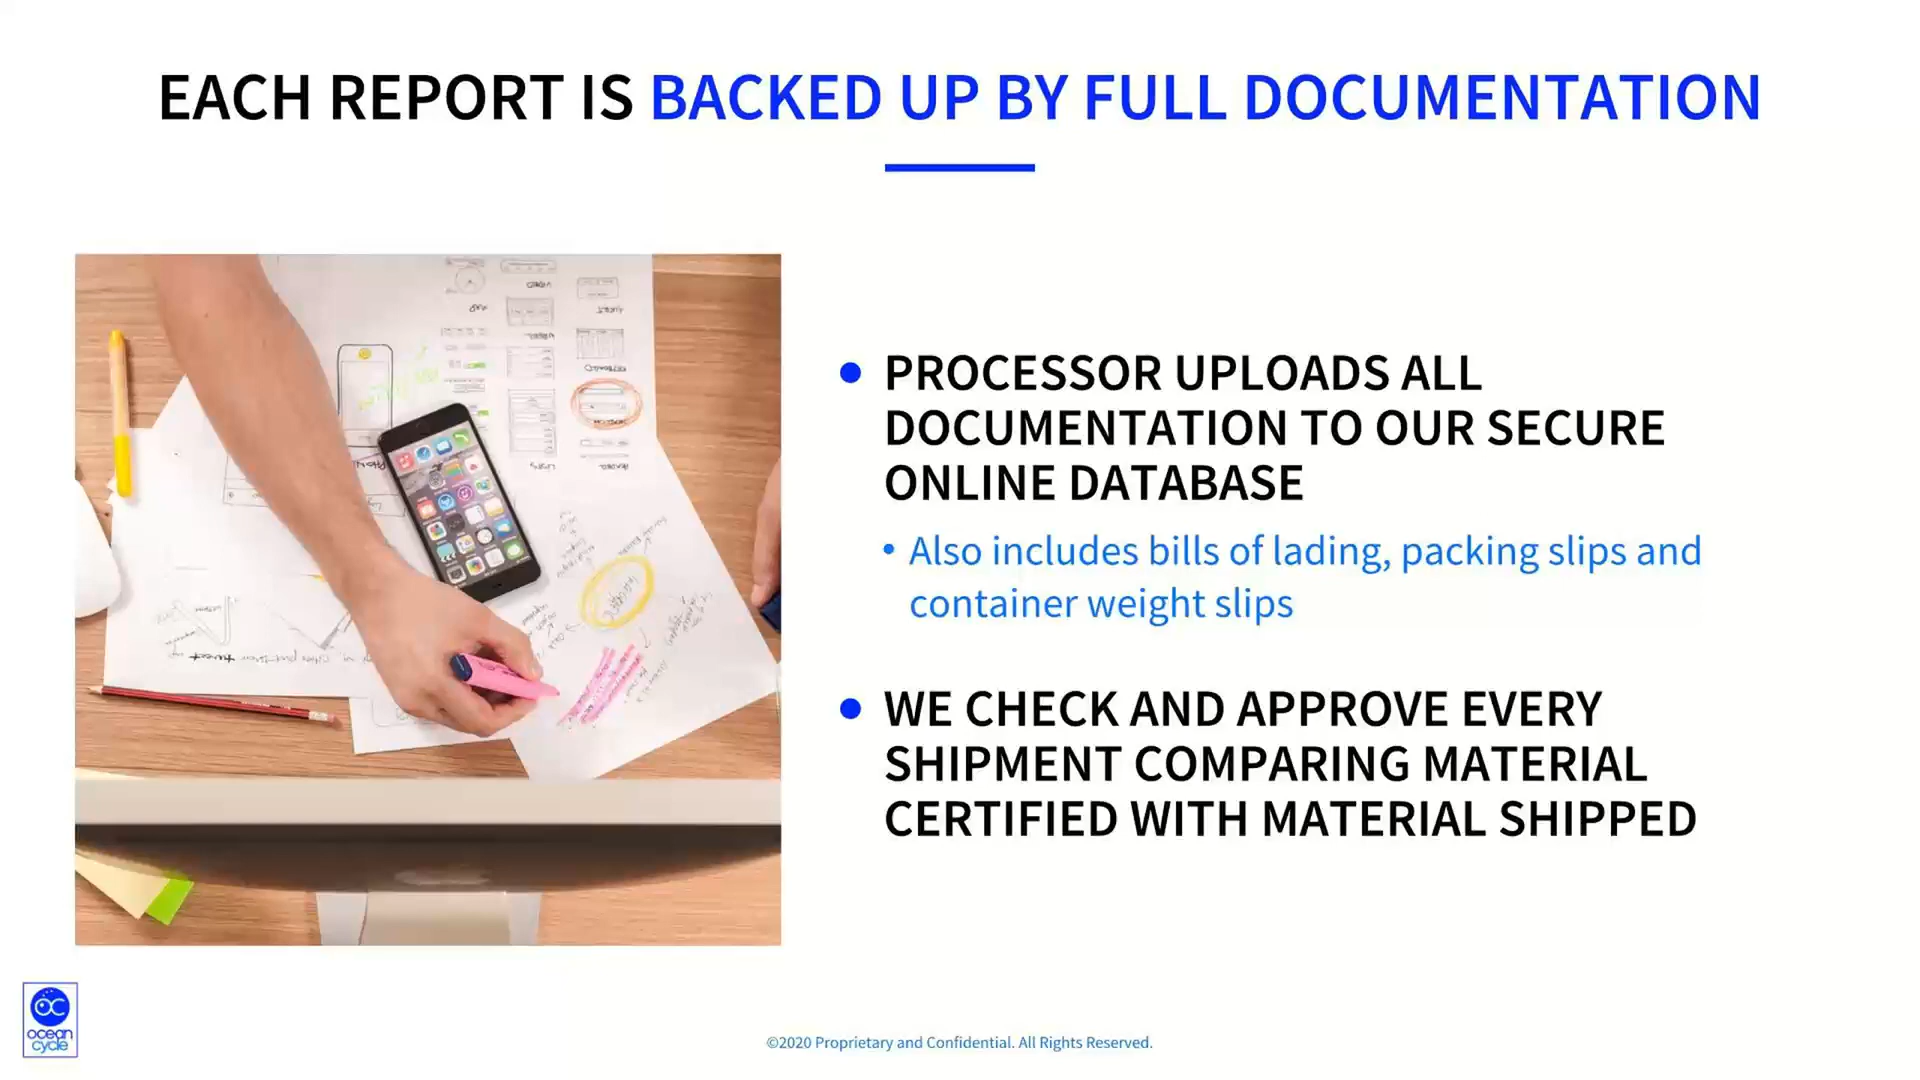 EACH REPORT IS BACKED UP BY FULL DOCUMENTATION
PROCESSOR UPLOADS ALL
DOCUMENTATION TO OUR SECURE
ONLINE DATABASE
Also includes bills of lading, packing slips and
container weight slips
WE CHECK AND APPROVE EVERY
SHIPMENT COMPARING MATERIAL
CERTIFIED WITH MATERIAL SHIPPED
OC
ocean
cycle
©2020 Proprietary and Confidential. All Rights Reserved.